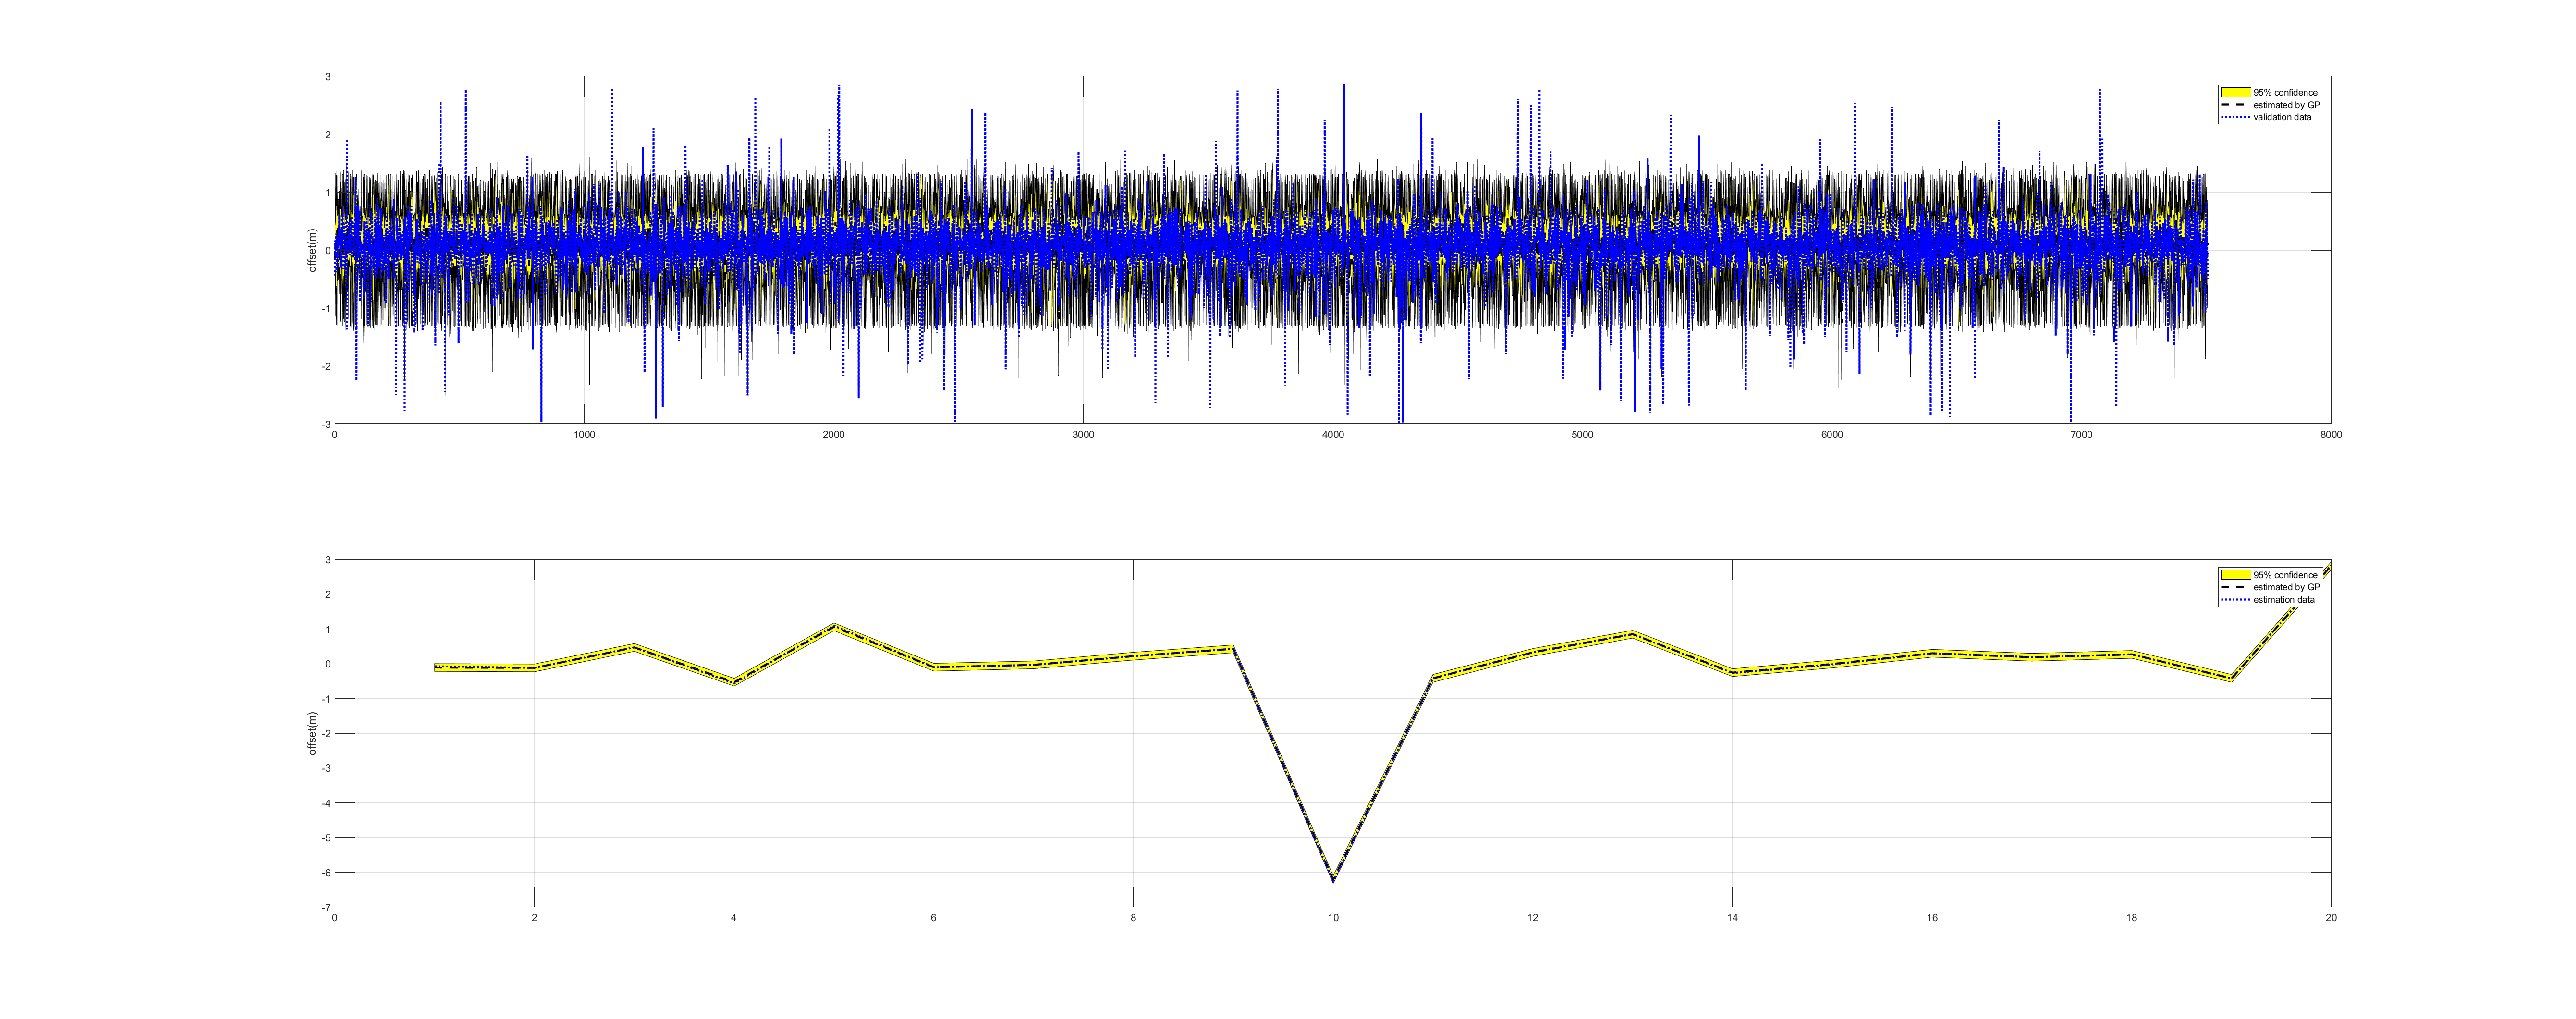 3
2
1
0
-1
-2
-3
offset(m)
0 1000 2000 3000 4000 5000 6000 7000 8000
95% confidence
estimated by GP
validation data
3
2
1
0
-1
-2
-3
-4
-5
-6
-7
offset(m)
0 2 4 6 8 10 12 14 16 18 20
95% confidence
estimated by GP
estimation data